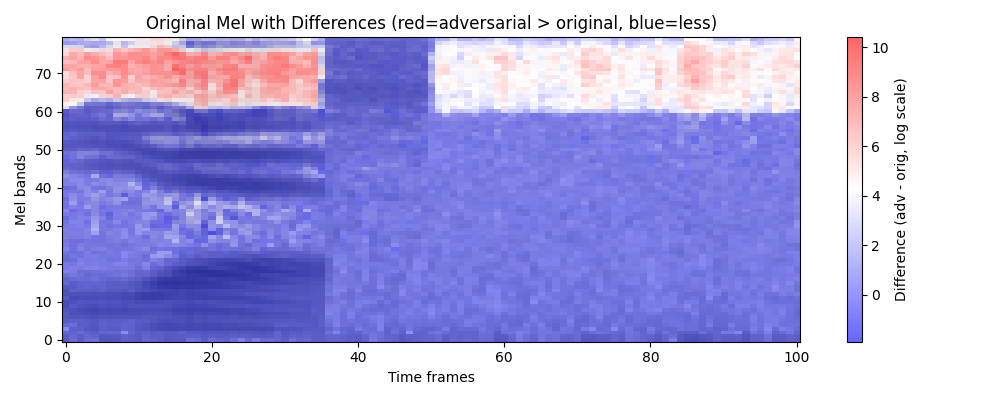 Original Mel with Differences (red=adversarial > original, blue=less)
Mel bands
70
60
50
40
30
20
10
0
0 20 40 60 80 100
Time frames
10
8
6
4
2
0
Difference (adv - orig, log scale)